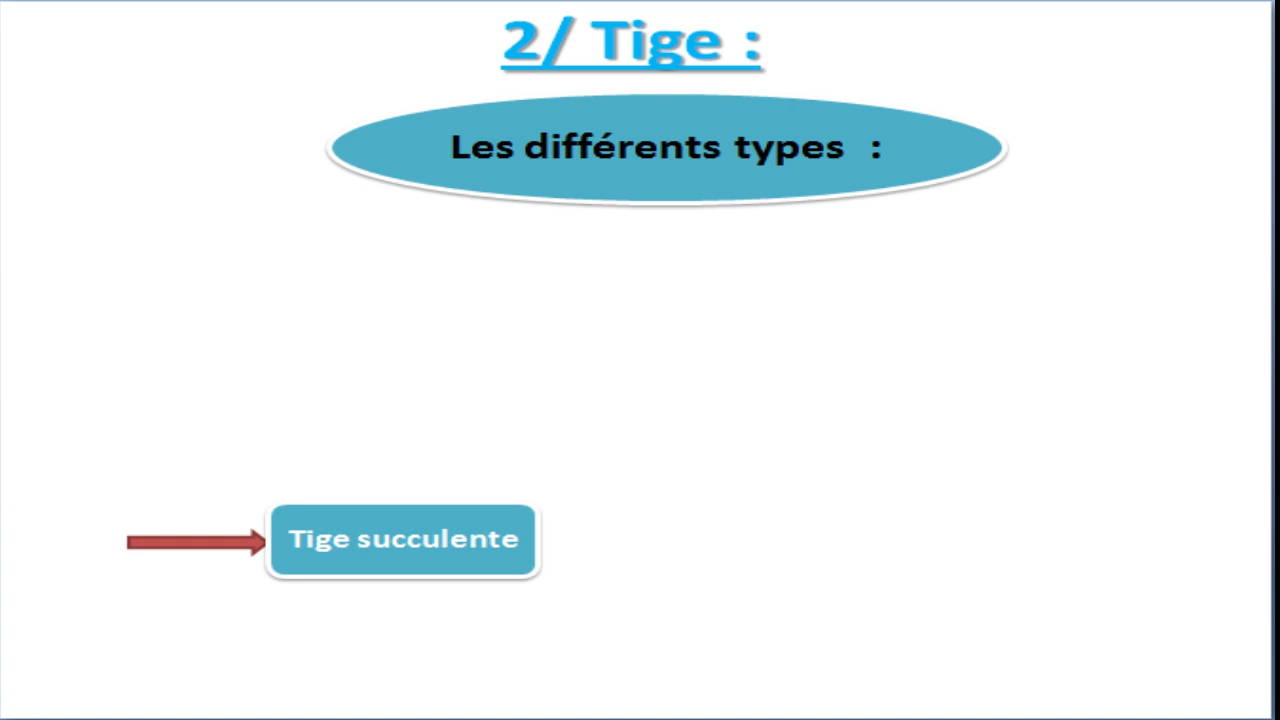 2/ Tige :
Les différents types :
Tige succulente